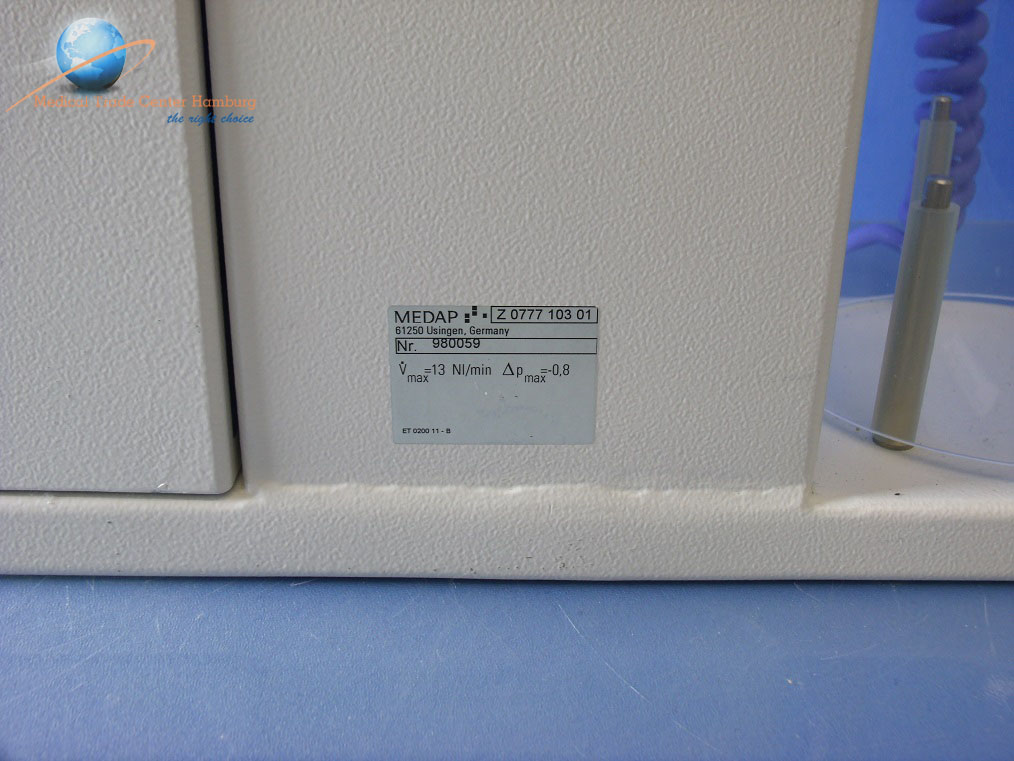 Medical Trade Center Hamburg
the right choice
MEDAP Z 0777 103 01
61250 Usingen, Germany
Nr. 980059
V̇max=13 Nl/min Δpmax=-0,8
ET 0200 11 - B